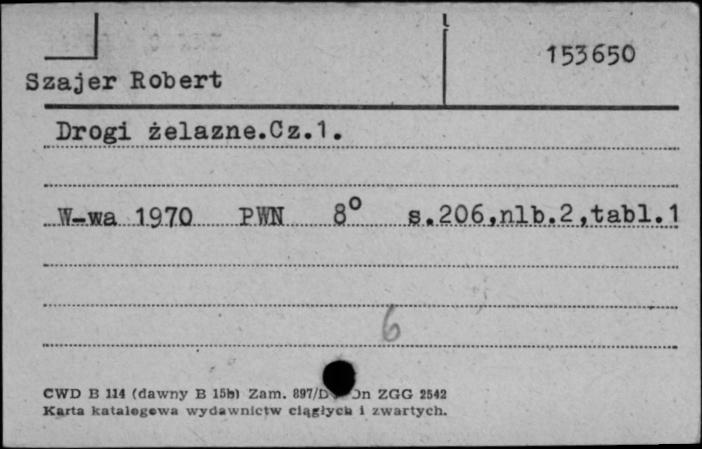 153650
Szajer Robert
Drogi żelazne.Cz.1.
W-wa 1970 PWN 8° s.206,nlb.2,tabl.1
6
CWD B 114 (dawny B 15b) Zam. 897/D On ZGG 2542
Karta katalogowa wydawnictw ciągłych i zwartych.